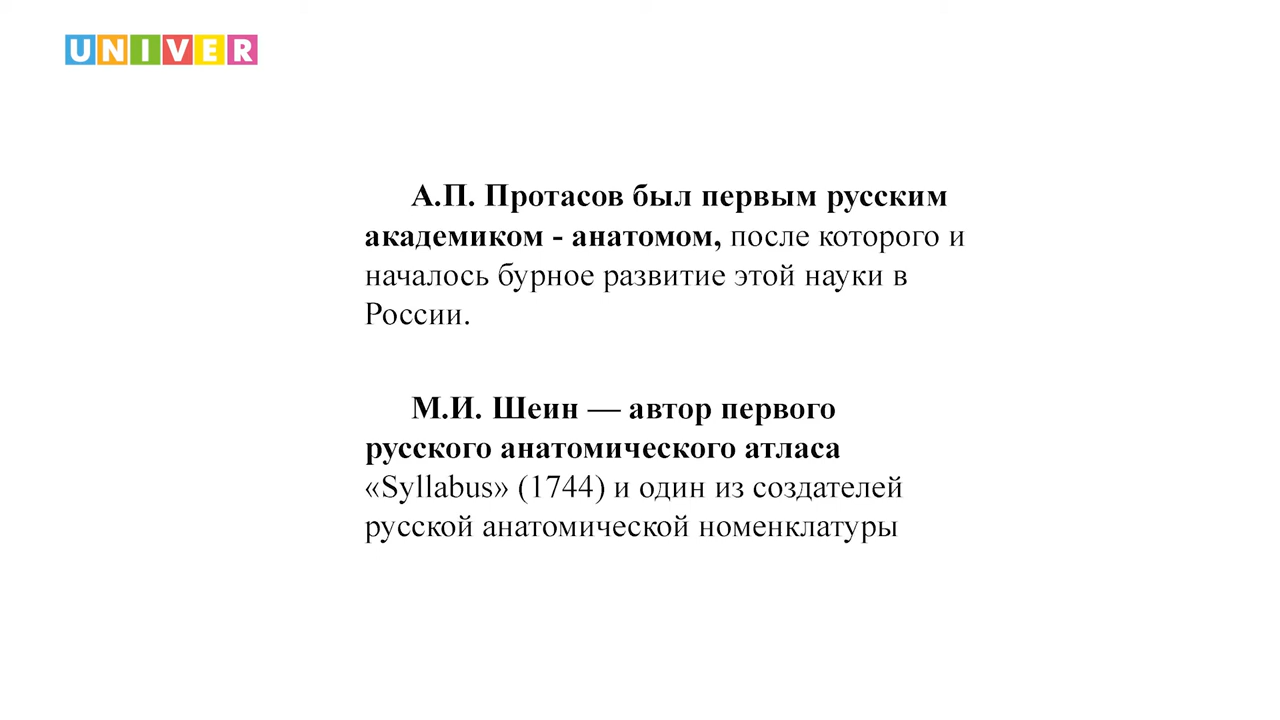 UNIVER
А.П. Протасов был первым русским
академиком - анатомом, после которого и
началось бурное развитие этой науки в
России.
М.И. Шеин — автор первого
русского анатомического атласа
«Syllabus» (1744) и один из создателей
русской анатомической номенклатуры